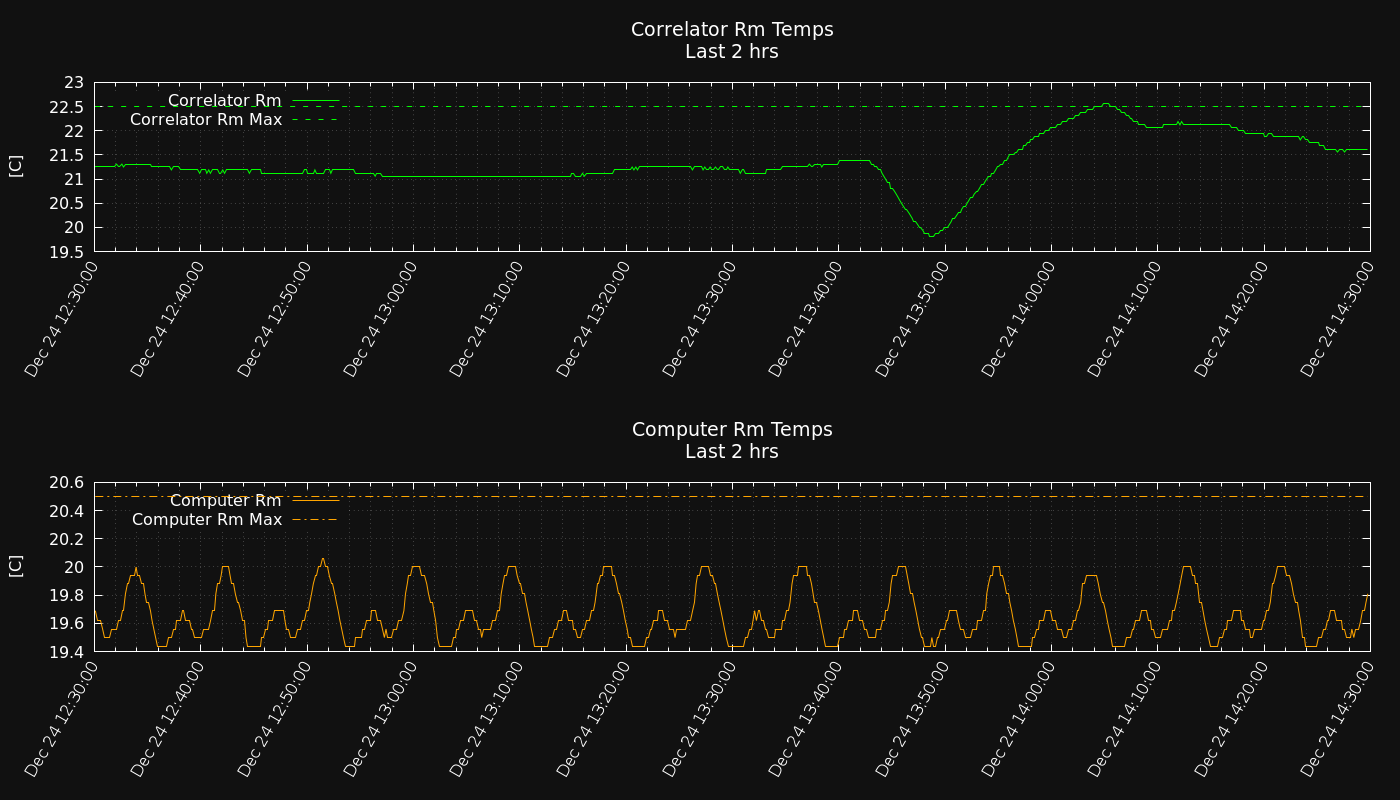 Correlator Rm Temps
Last 2 hrs
23
22.5
22
21.5
21
20.5
20
19.5
[C]
Correlator Rm
Correlator Rm Max
Dec 24 12:30:00
Dec 24 12:40:00
Dec 24 12:50:00
Dec 24 13:00:00
Dec 24 13:10:00
Dec 24 13:20:00
Dec 24 13:30:00
Dec 24 13:40:00
Dec 24 13:50:00
Dec 24 14:00:00
Dec 24 14:10:00
Dec 24 14:20:00
Dec 24 14:30:00
Computer Rm Temps
Last 2 hrs
20.6
20.4
20.2
20
19.8
19.6
19.4
[C]
Computer Rm
Computer Rm Max
Dec 24 12:30:00
Dec 24 12:40:00
Dec 24 12:50:00
Dec 24 13:00:00
Dec 24 13:10:00
Dec 24 13:20:00
Dec 24 13:30:00
Dec 24 13:40:00
Dec 24 13:50:00
Dec 24 14:00:00
Dec 24 14:10:00
Dec 24 14:20:00
Dec 24 14:30:00